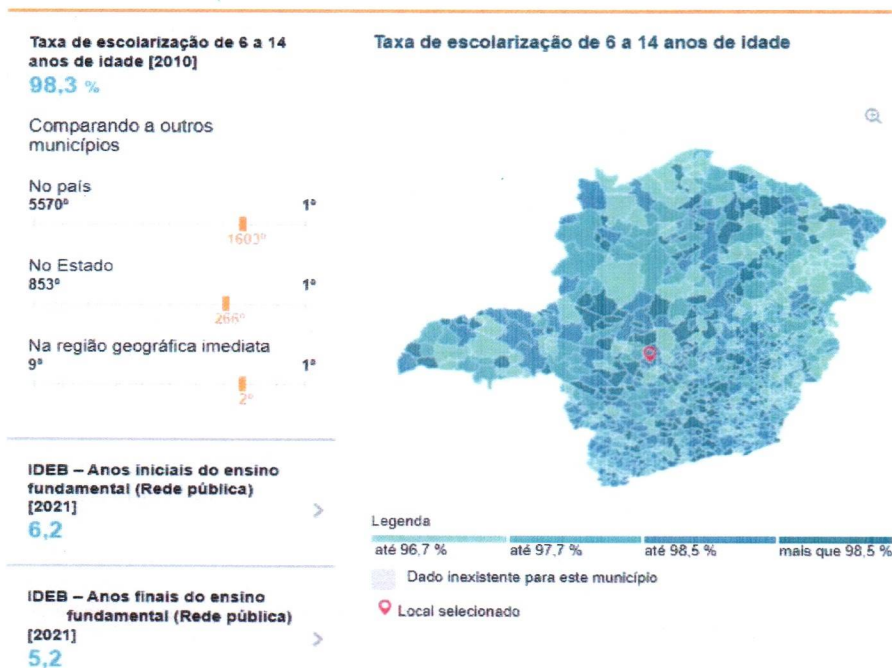 Taxa de escolarização de 6 a 14
anos de idade [2010]
98,3 %
Comparando a outros
municípios
No país
5570º 1º
1603º
No Estado
853º 1º
266º
Na região geográfica imediata
9º 1º
2º
IDEB – Anos iniciais do ensino
fundamental (Rede pública)
[2021]
6,2
IDEB – Anos finais do ensino
fundamental (Rede pública)
[2021]
5,2
Taxa de escolarização de 6 a 14 anos de idade
Legenda
até 96,7 % até 97,7 % até 98,5 % mais que 98,5 %
Dado inexistente para este município
Local selecionado